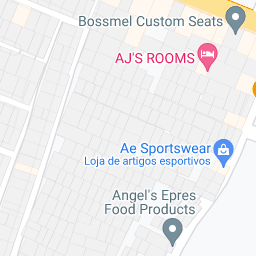 Bossmel Custom Seats
AJ'S ROOMS
Ae Sportswear
Loja de artigos esportivos
Angel's Epres
Food Products